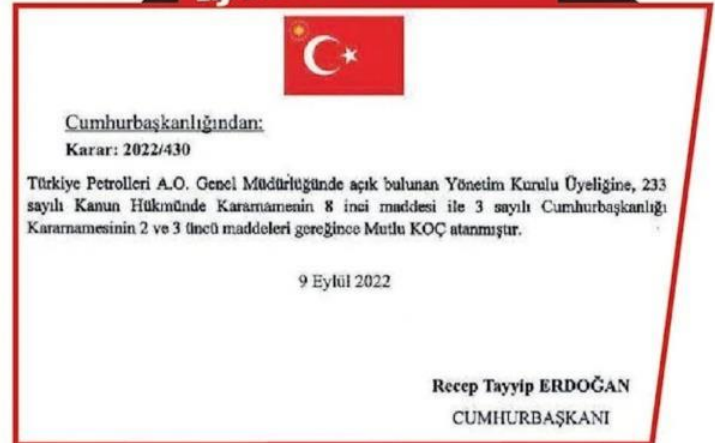 Cumhurbaşkanlığından:
Karar: 2022/430
Türkiye Petrolleri A.O. Genel Müdürlüğünde açık bulunan Yönetim Kurulu Üyeliğine, 233
sayılı Kanun Hükmünde Kararnamenin 8 inci maddesi ile 3 sayılı Cumhurbaşkanlığı
Kararnamesinin 2 ve 3 üncü maddeleri gereğince Mutlu KOÇ atanmıştır.
9 Eylül 2022
Recep Tayyip ERDOĞAN
CUMHURBAŞKANI